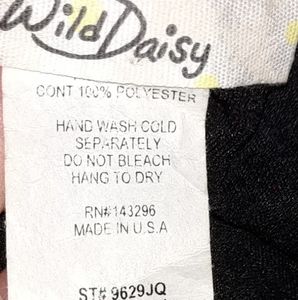 Wild Daisy
CONT 100% POLYESTER
HAND WASH COLD
SEPARATELY
DO NOT BLEACH
HANG TO DRY
RN#143296
MADE IN U.S.A
ST# 9629JQ